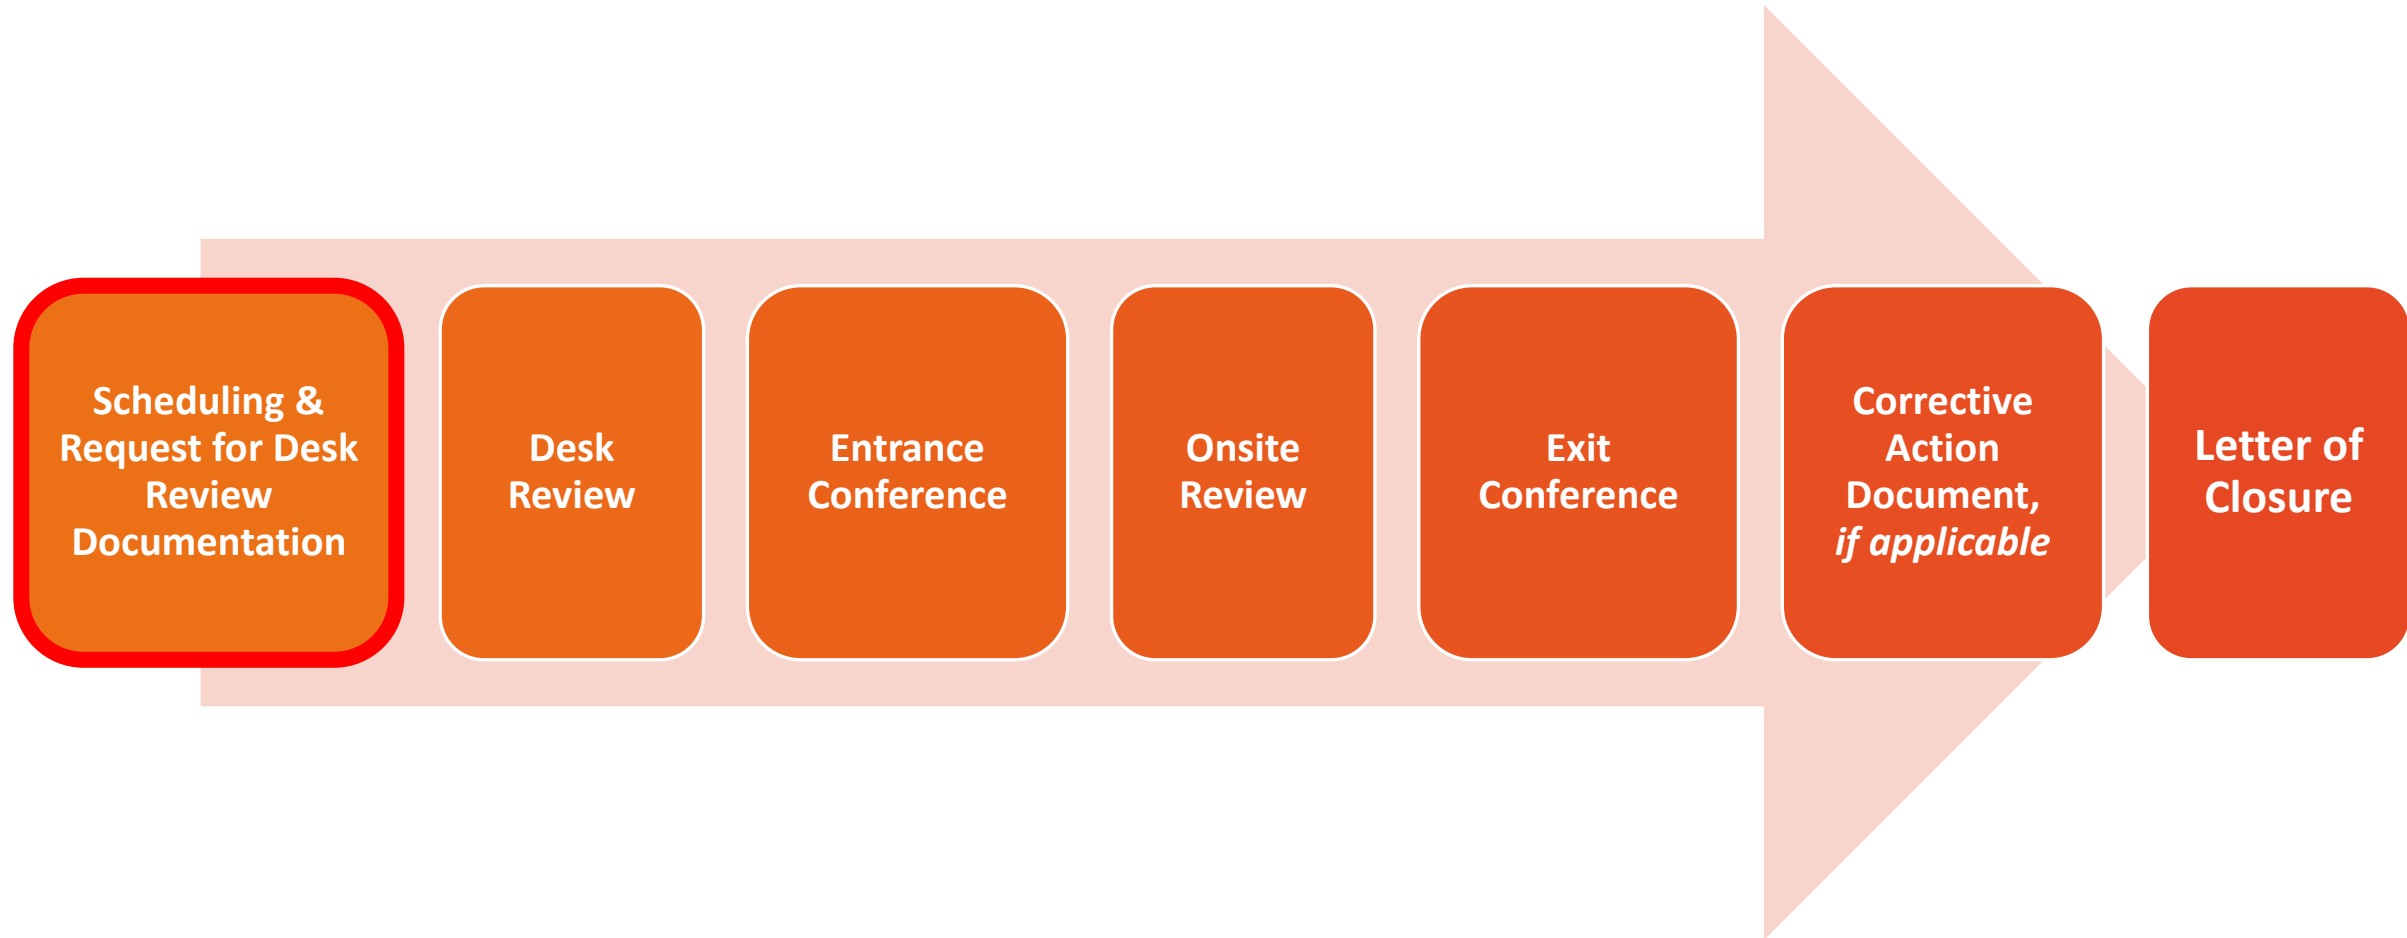 Scheduling &
Request for Desk
Review
Documentation
Desk
Review
Entrance
Conference
Onsite
Review
Exit
Conference
Corrective
Action
Document,
if applicable
Letter of
Closure